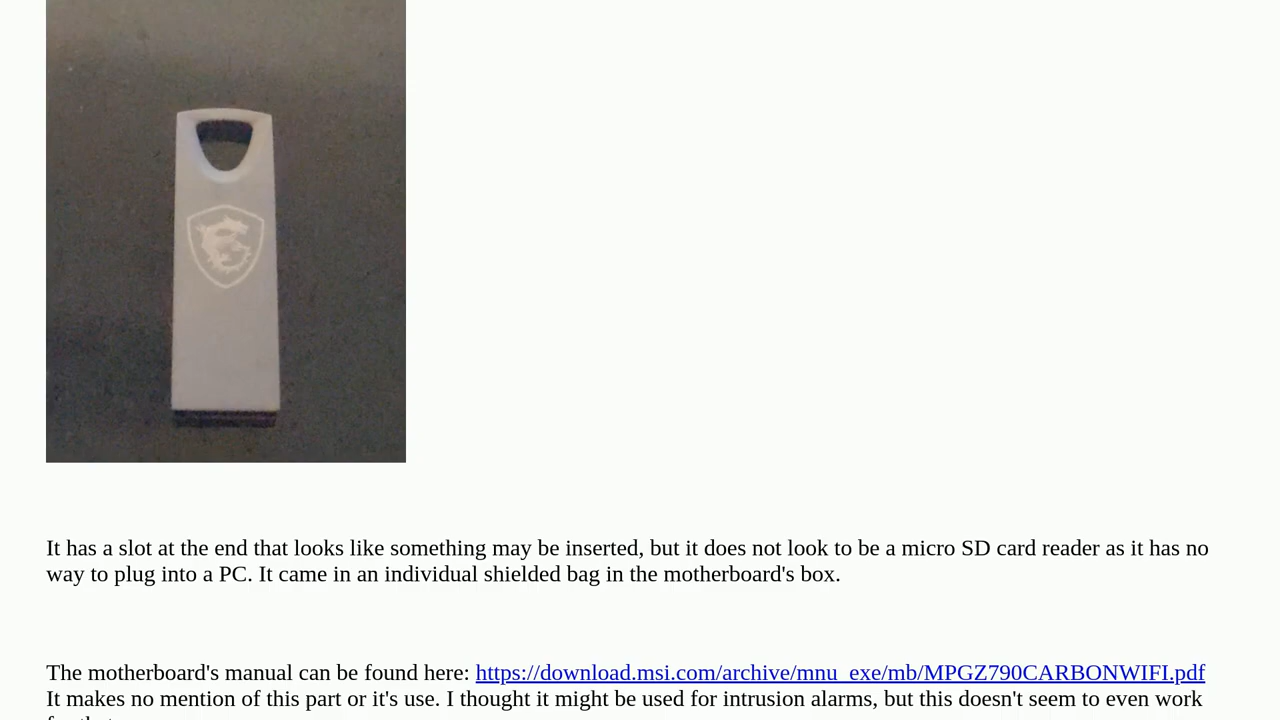 It has a slot at the end that looks like something may be inserted, but it does not look to be a micro SD card reader as it has no
way to plug into a PC. It came in an individual shielded bag in the motherboard's box.
The motherboard's manual can be found here: https://download.msi.com/archive/mnu_exe/mb/MPGZ790CARBONWIFI.pdf
It makes no mention of this part or it's use. I thought it might be used for intrusion alarms, but this doesn't seem to even work